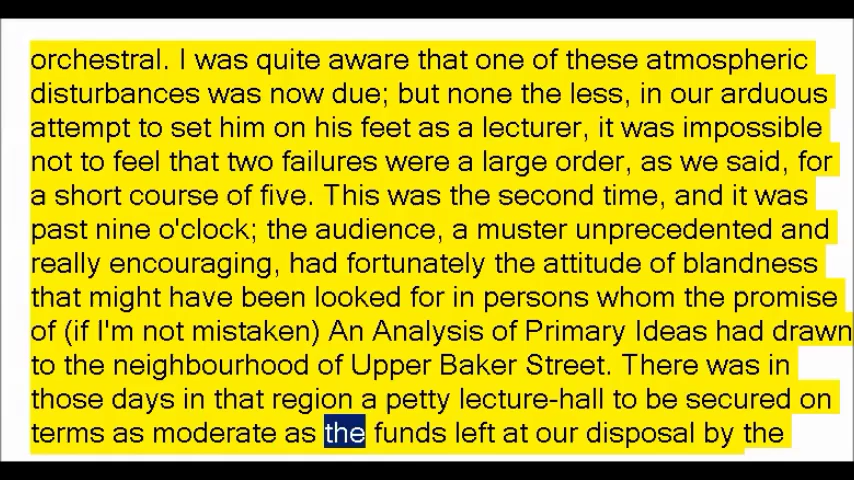 orchestral. I was quite aware that one of these atmospheric
disturbances was now due; but none the less, in our arduous
attempt to set him on his feet as a lecturer, it was impossible
not to feel that two failures were a large order, as we said, for
a short course of five. This was the second time, and it was
past nine o'clock; the audience, a muster unprecedented and
really encouraging, had fortunately the attitude of blandness
that might have been looked for in persons whom the promise
of (if I'm not mistaken) An Analysis of Primary Ideas had drawn
to the neighbourhood of Upper Baker Street. There was in
those days in that region a petty lecture-hall to be secured on
terms as moderate as the funds left at our disposal by the